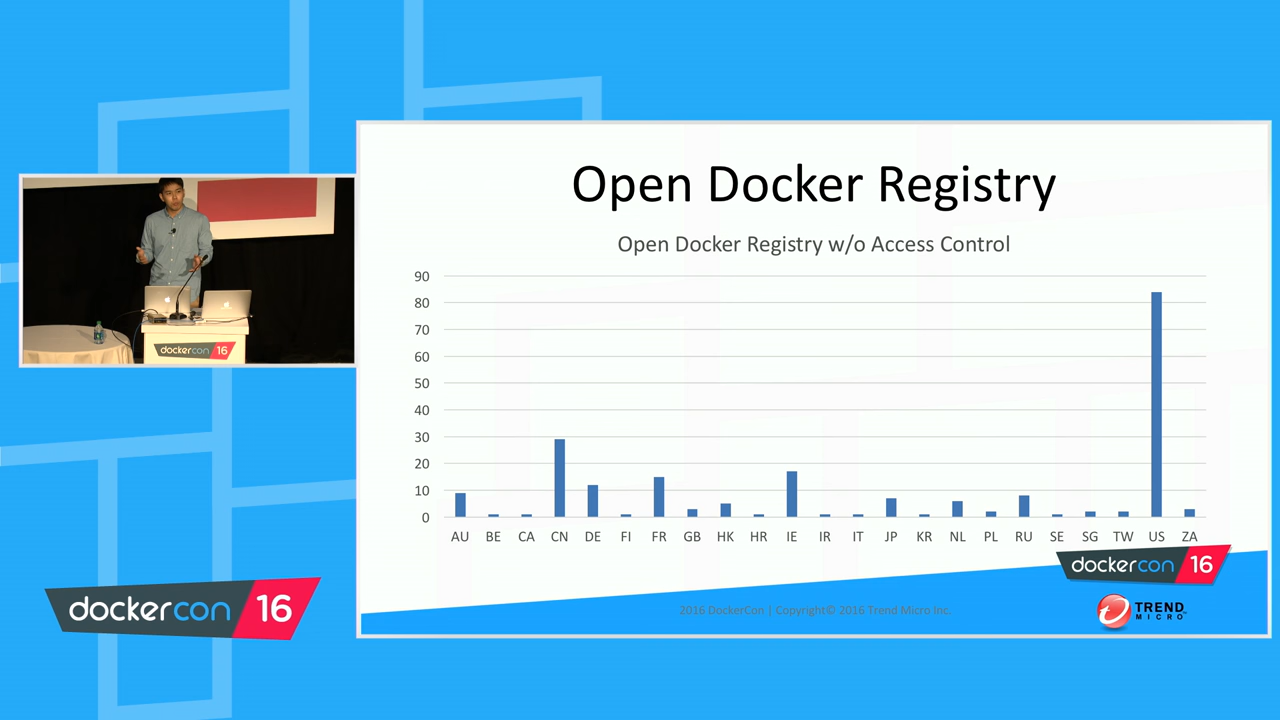 Open Docker Registry
Open Docker Registry w/o Access Control
90
80
70
60
50
40
30
20
10
0
AU BE CA CN DE FI FR GB HK HR IE IR IT JP KR NL PL RU SE SG TW US ZA
dockercon 16
2016 DockerCon | Copyright© 2016 Trend Micro Inc.
TREND
MICRO
dockercon 16
dockercon 16